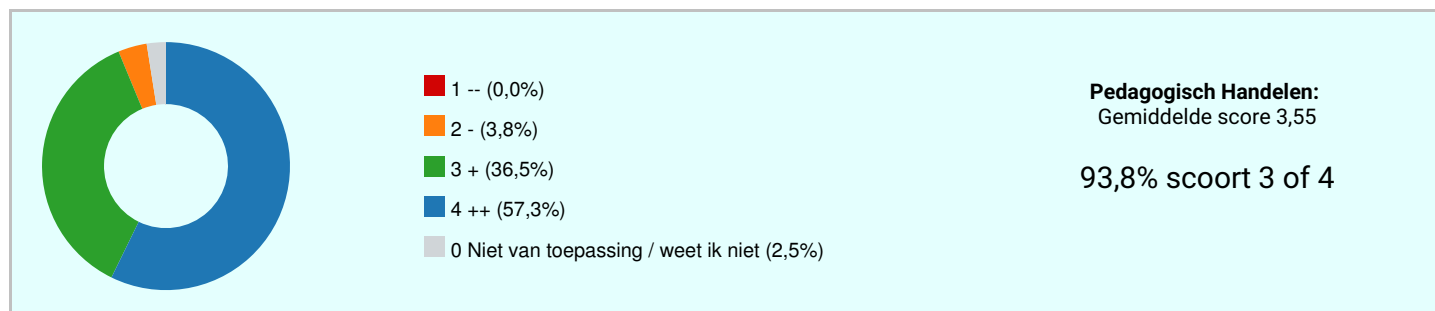 1 -- (0,0%)
2 - (3,8%)
3 + (36,5%)
4 ++ (57,3%)
0 Niet van toepassing / weet ik niet (2,5%)
Pedagogisch Handelen:
Gemiddelde score 3,55
93,8% scoort 3 of 4